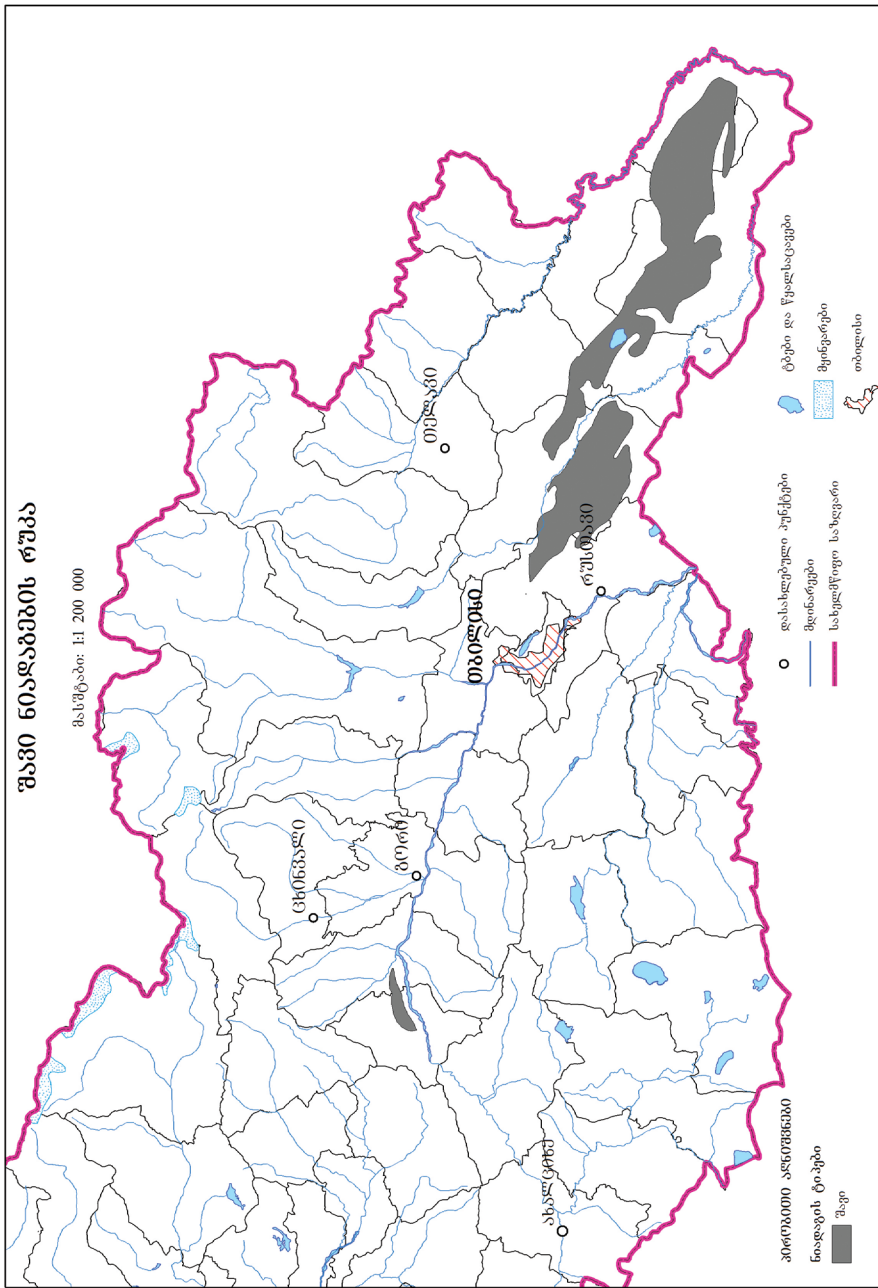 შავი ნიადაგების რუკა
მასშტაბი: 1:1 200 000
ცხინვალი
გორი
თბილისი
თელავი
რუსთავი
ახალციხე
პირობითი აღნიშვნები
ნიადაგის ტიპები
შავი
დასახლებული პუნქტები
მდინარეები
სახელმწიფო საზღვარი
ტბები და წყალსაცავები
მყინვარები
თბილისი